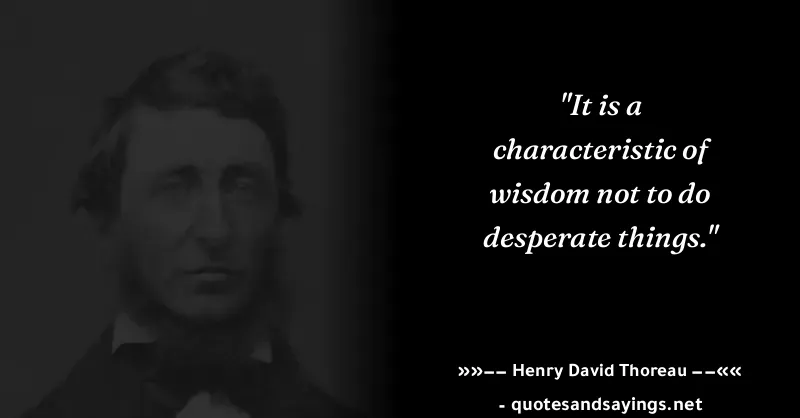 "It is a
characteristic of
wisdom not to do
desperate things."
»»−− Henry David Thoreau −−««
- quotesandsayings.net